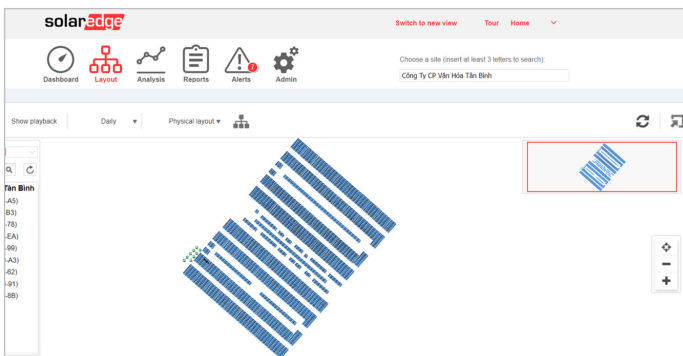 solaredge
Switch to new view Tour Home
Dashboard Layout Analysis Reports Alerts Admin
7
Choose a site (insert at least 3 letters to search):
Công Ty CP Văn Hóa Tân Bình
Show playback Daily Physical layout
Tân Bình
-A5)
B3)
-78)
-EA)
-99)
-A3)
-62)
-91)
-8B)